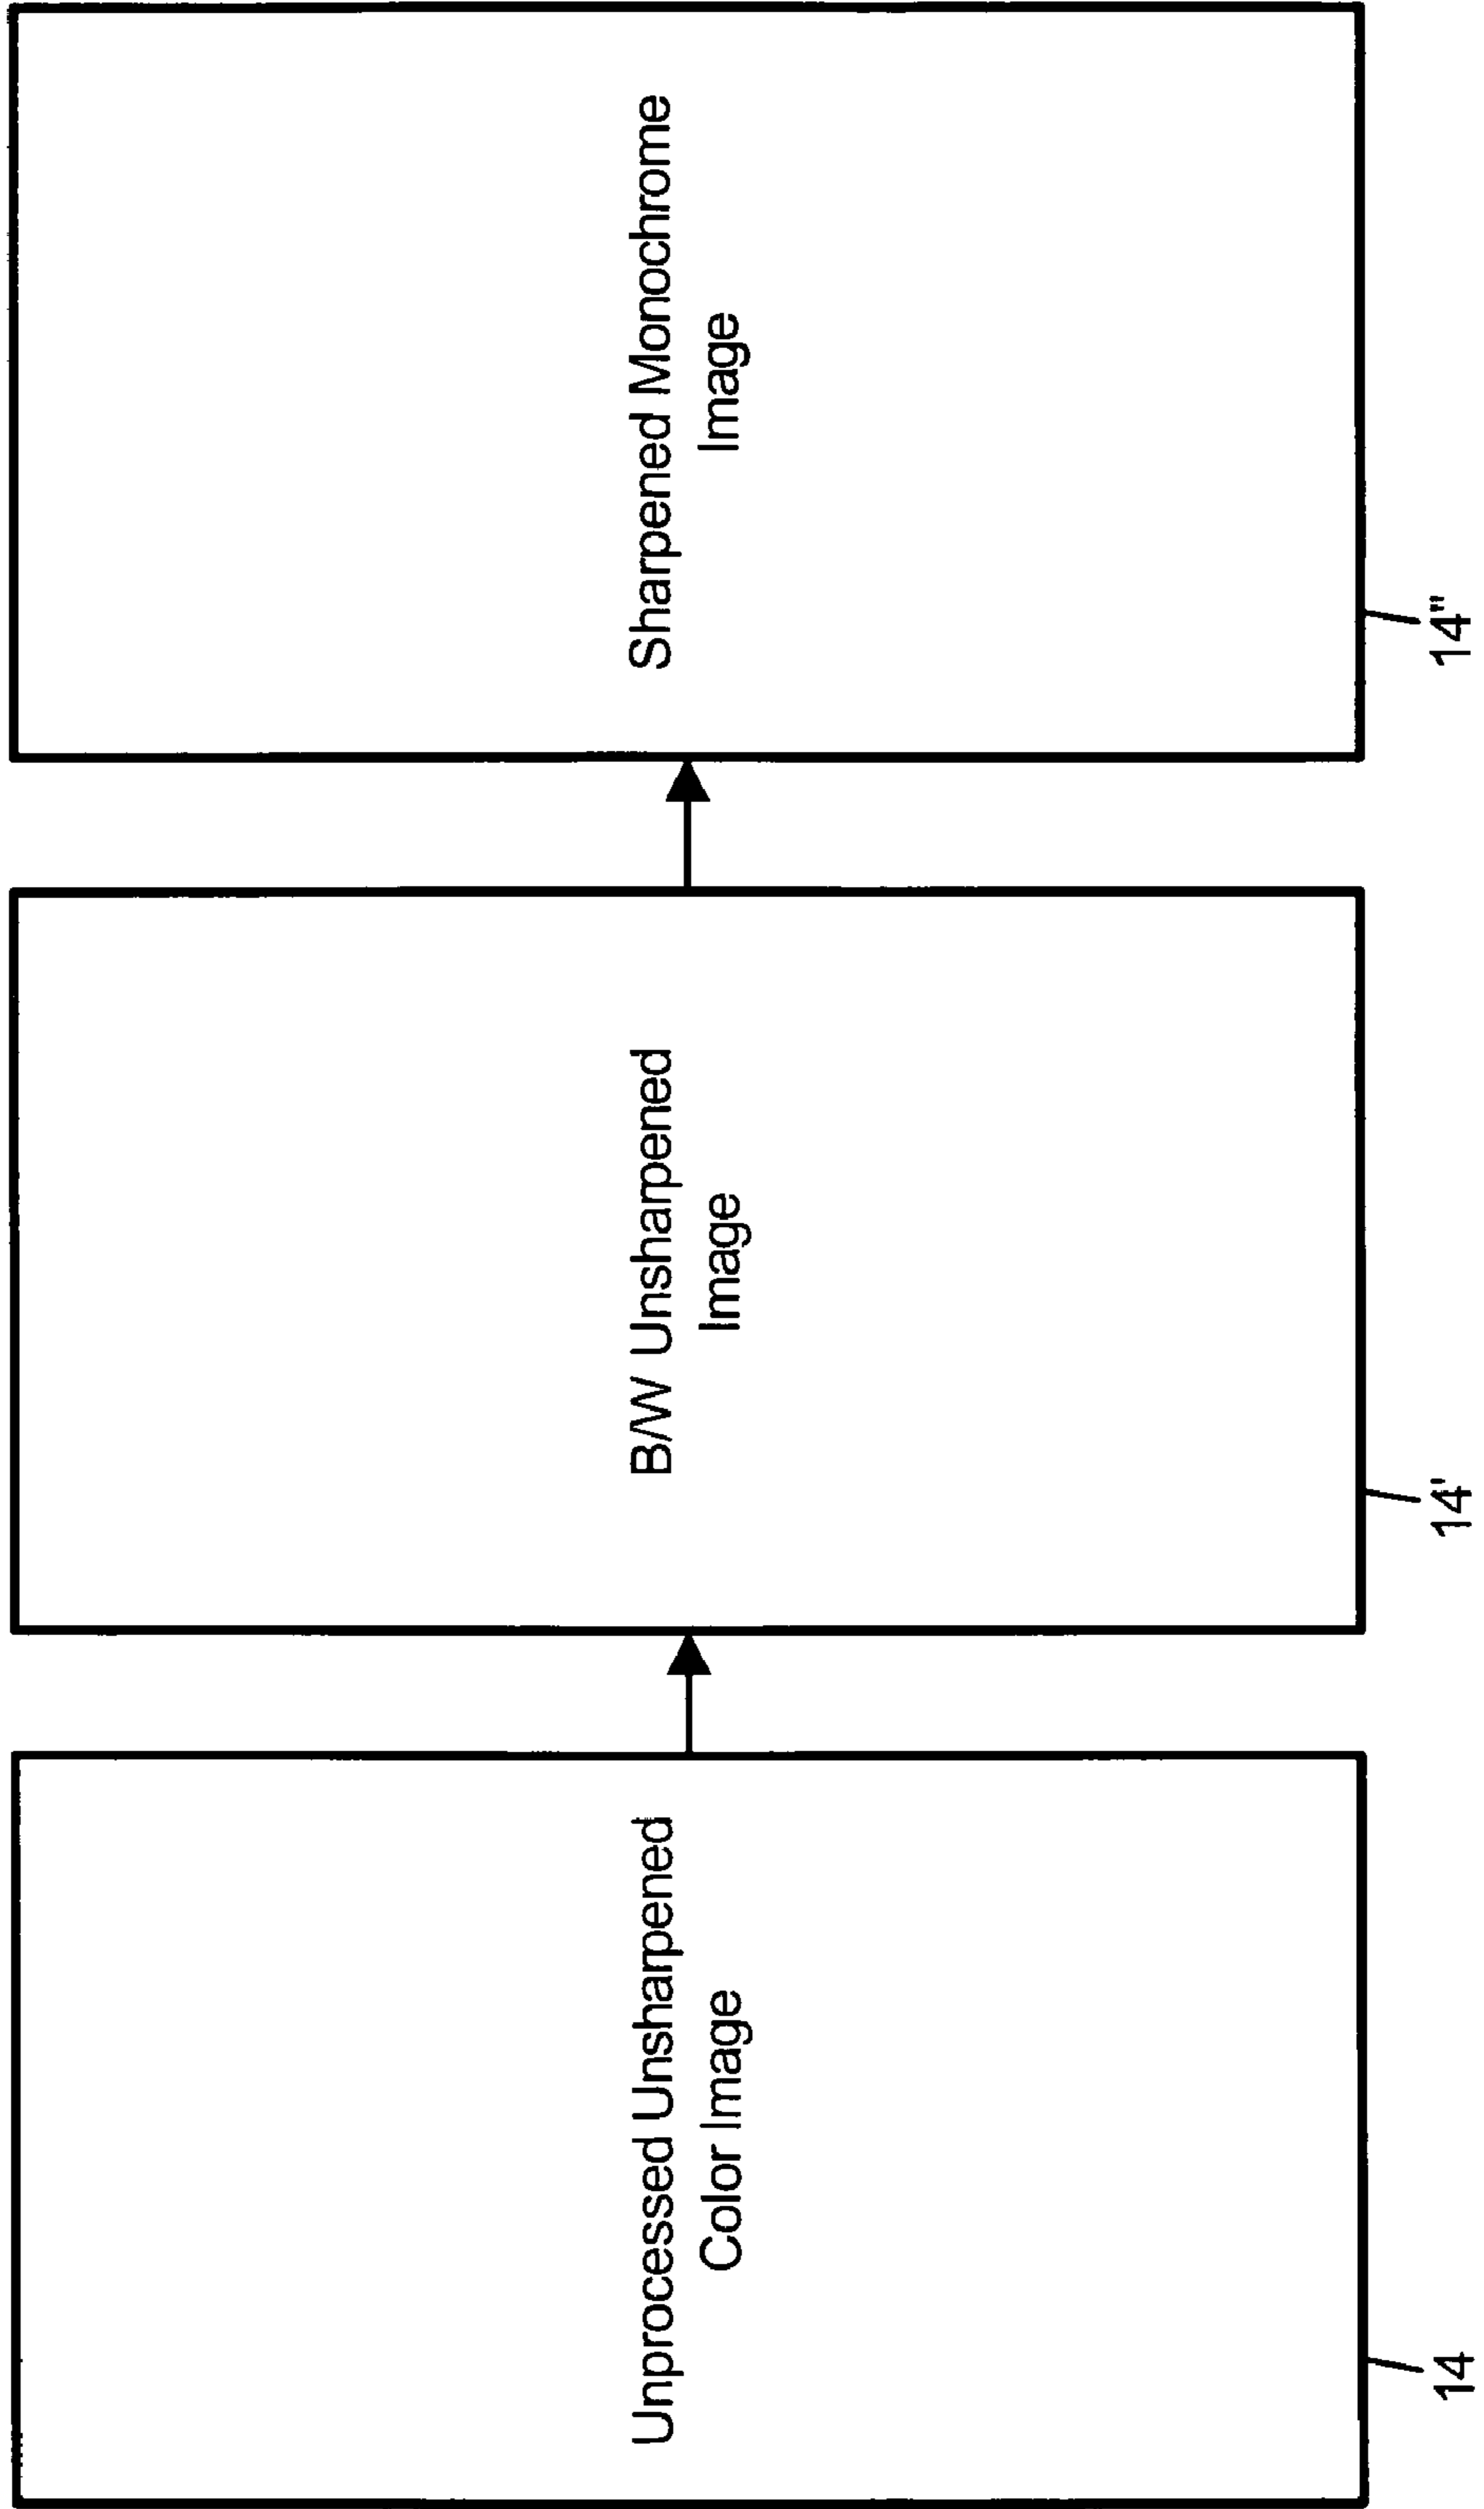 Unprocessed Unsharpened
Color Image
14
B/W Unsharpened
Image
14'
Sharpened Monochrome
Image
14"